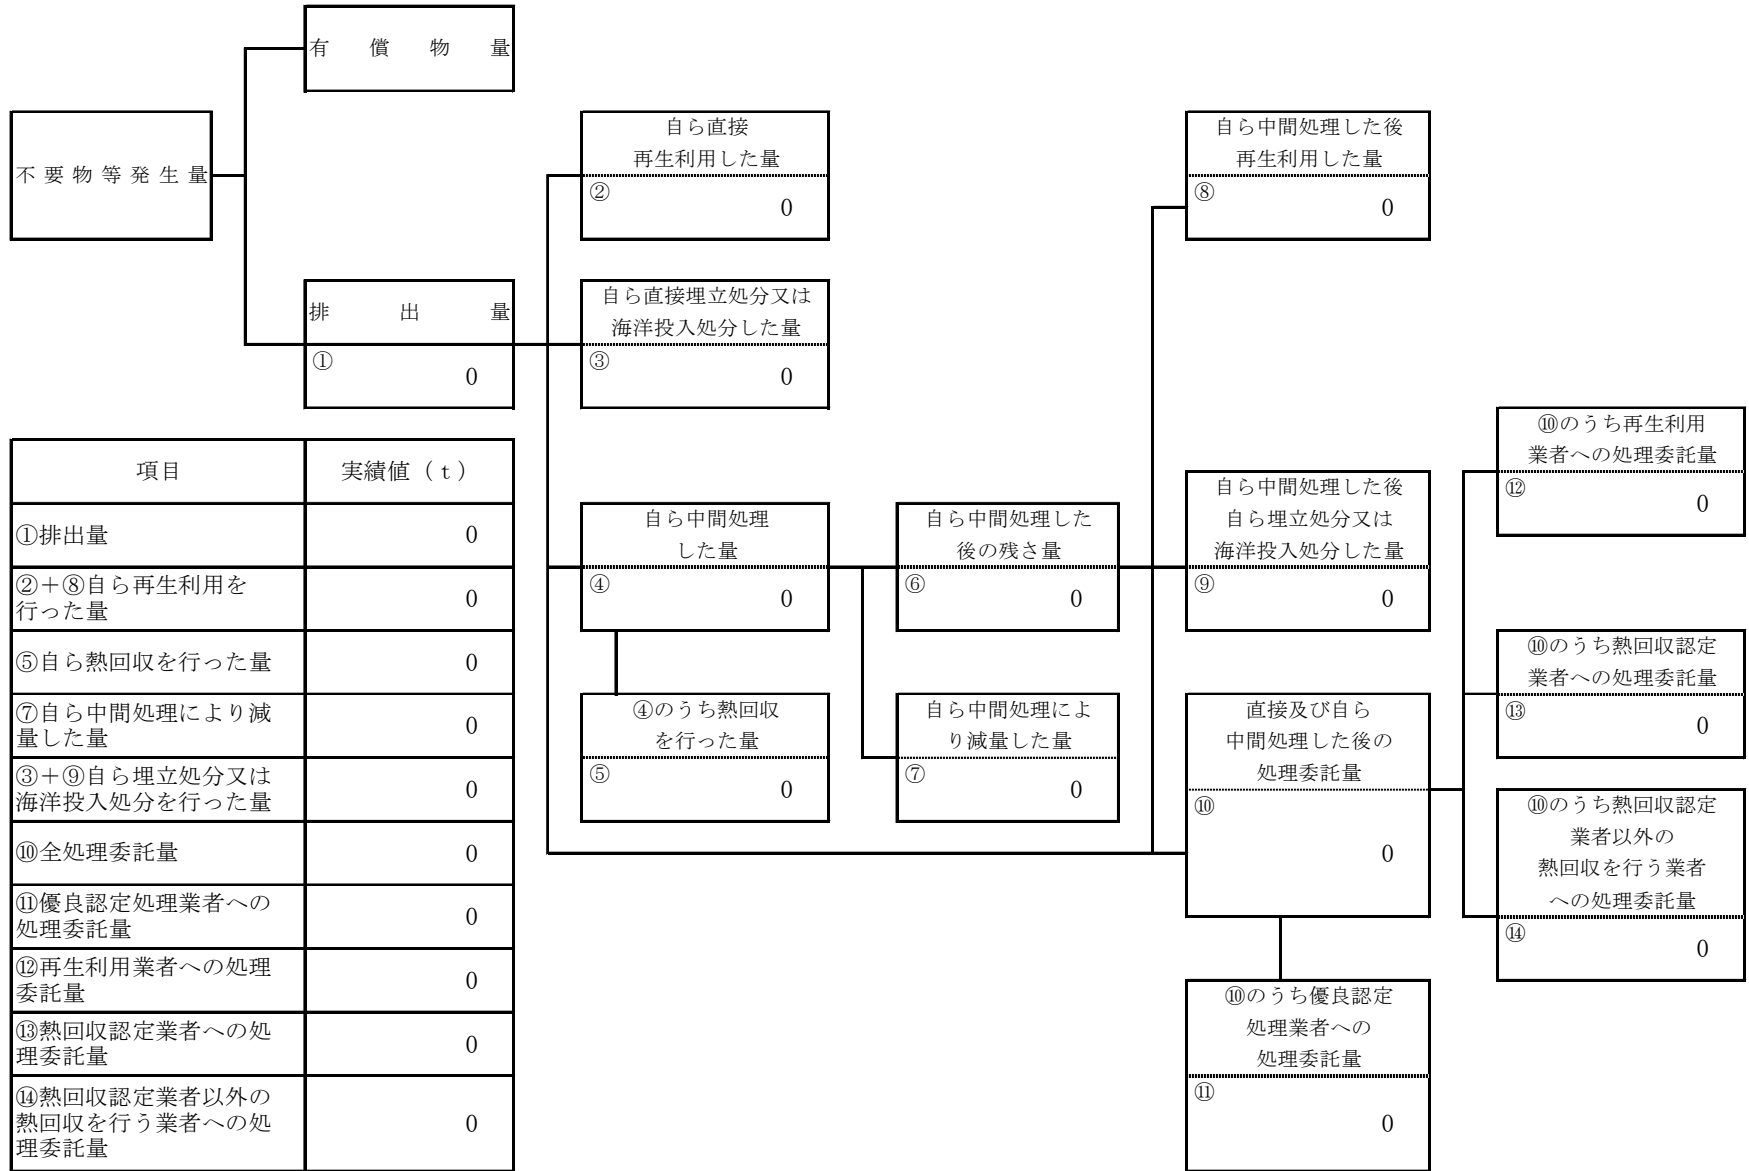 有償物量
不要物等発生量
排出量
①
0
自ら直接
再生利用した量
②
0
自ら直接埋立処分又は
海洋投入処分した量
③
0
自ら中間処理
した量
④
0
④のうち熱回収
を行った量
⑤
0
自ら中間処理した
後の残さ量
⑥
0
自ら中間処理によ
り減量した量
⑦
0
自ら中間処理した後
再生利用した量
⑧
0
自ら中間処理した後
自ら埋立処分又は
海洋投入処分した量
⑨
0
直接及び自ら
中間処理した後の
処理委託量
⑩
0
⑩のうち優良認定
処理業者への
処理委託量
⑪
0
⑩のうち再生利用
業者への処理委託量
⑫
0
⑩のうち熱回収認定
業者への処理委託量
⑬
0
⑩のうち熱回収認定
業者以外の
熱回収を行う業者
への処理委託量
⑭
0
項目 実績値（ｔ）
①排出量 0
②＋⑧自ら再生利用を
行った量 0
⑤自ら熱回収を行った量 0
⑦自ら中間処理により減
量した量 0
③＋⑨自ら埋立処分又は
海洋投入処分を行った量 0
⑩全処理委託量 0
⑪優良認定処理業者への
処理委託量 0
⑫再生利用業者への処理
委託量 0
⑬熱回収認定業者への処
理委託量 0
⑭熱回収認定業者以外の
熱回収を行う業者への処 0
理委託量